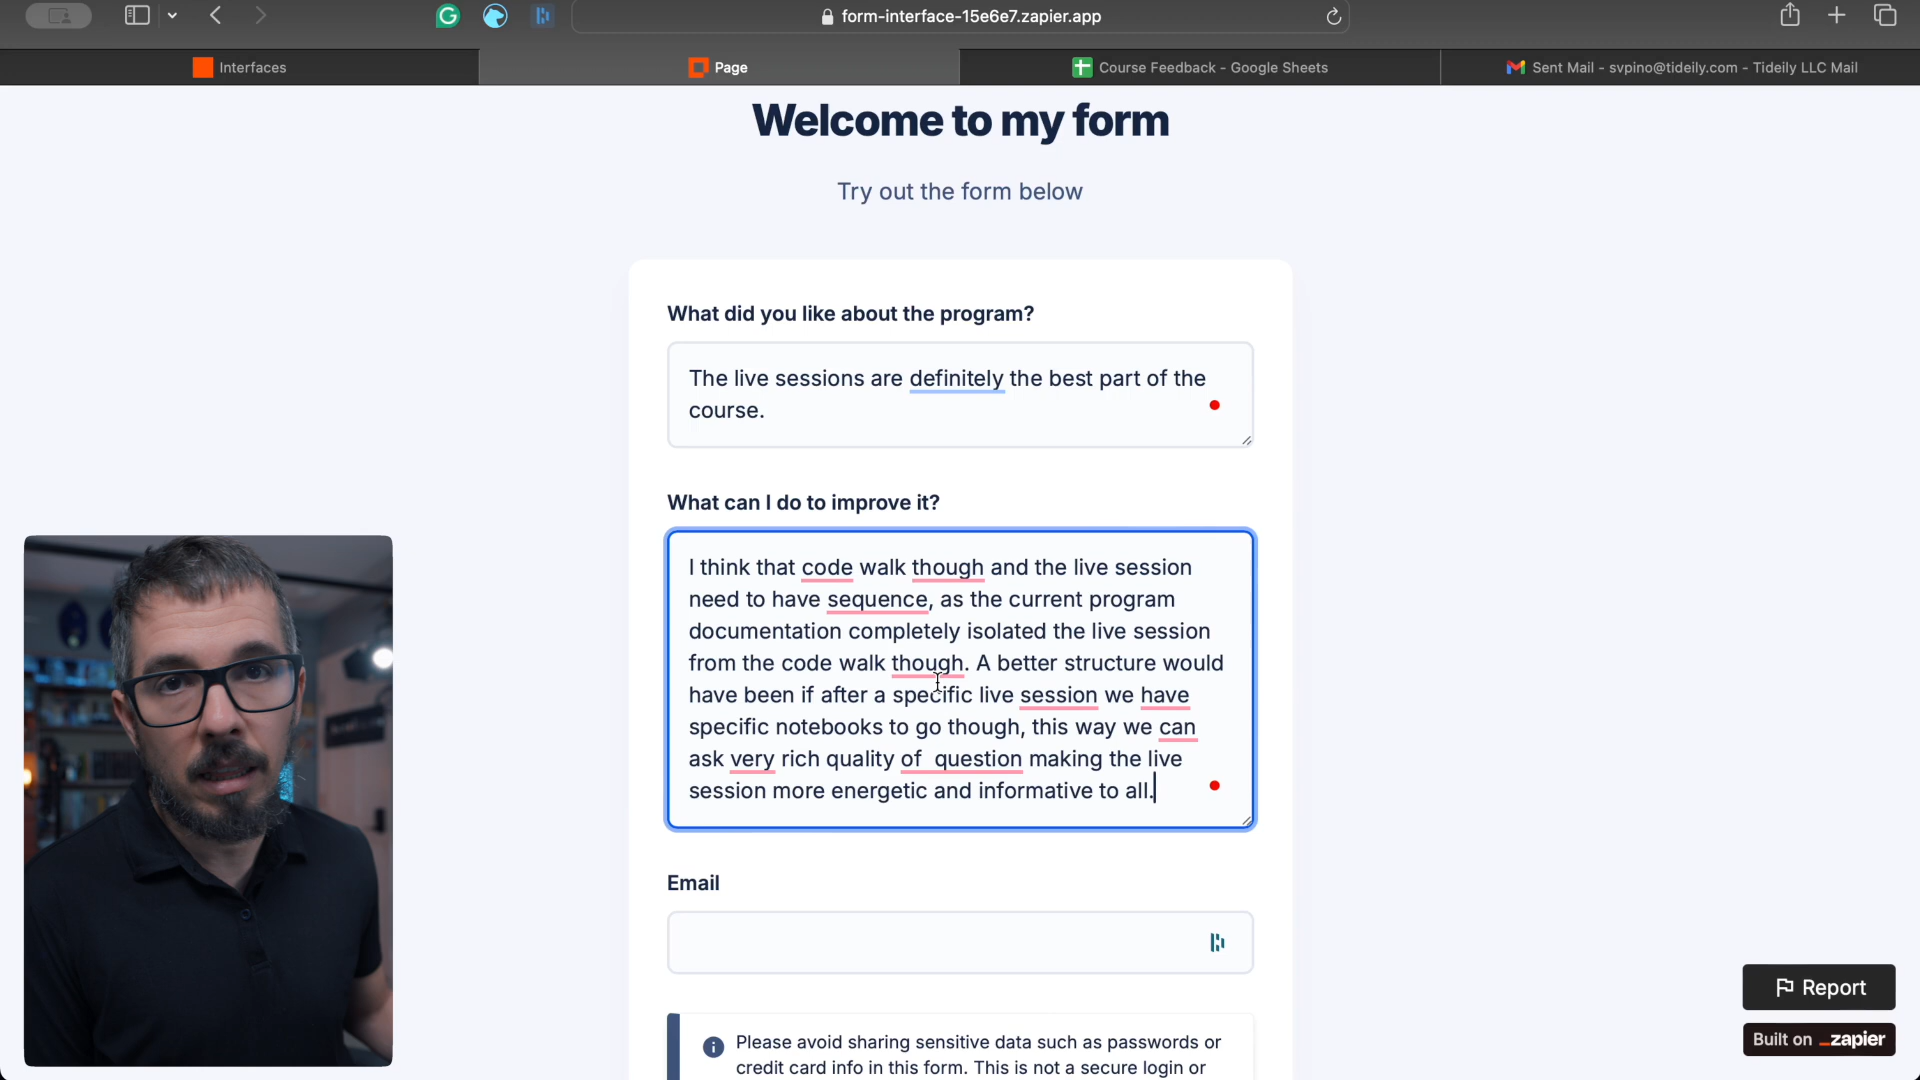 form-interface-15e6e7.zapier.app
Interfaces
Page
Course Feedback - Google Sheets
Sent Mail - svpino@tideily.com - Tideily LLC Mail
Welcome to my form
Try out the form below
What did you like about the program?
The live sessions are definitely the best part of the
course.
What can I do to improve it?
I think that code walk though and the live session
need to have sequence, as the current program
documentation completely isolated the live session
from the code walk though. A better structure would
have been if after a specific live session we have
specific notebooks to go though, this way we can
ask very rich quality of  question making the live
session more energetic and informative to all.
Email
Please avoid sharing sensitive data such as passwords or
credit card info in this form. This is not a secure login or
Report
Built on _zapier